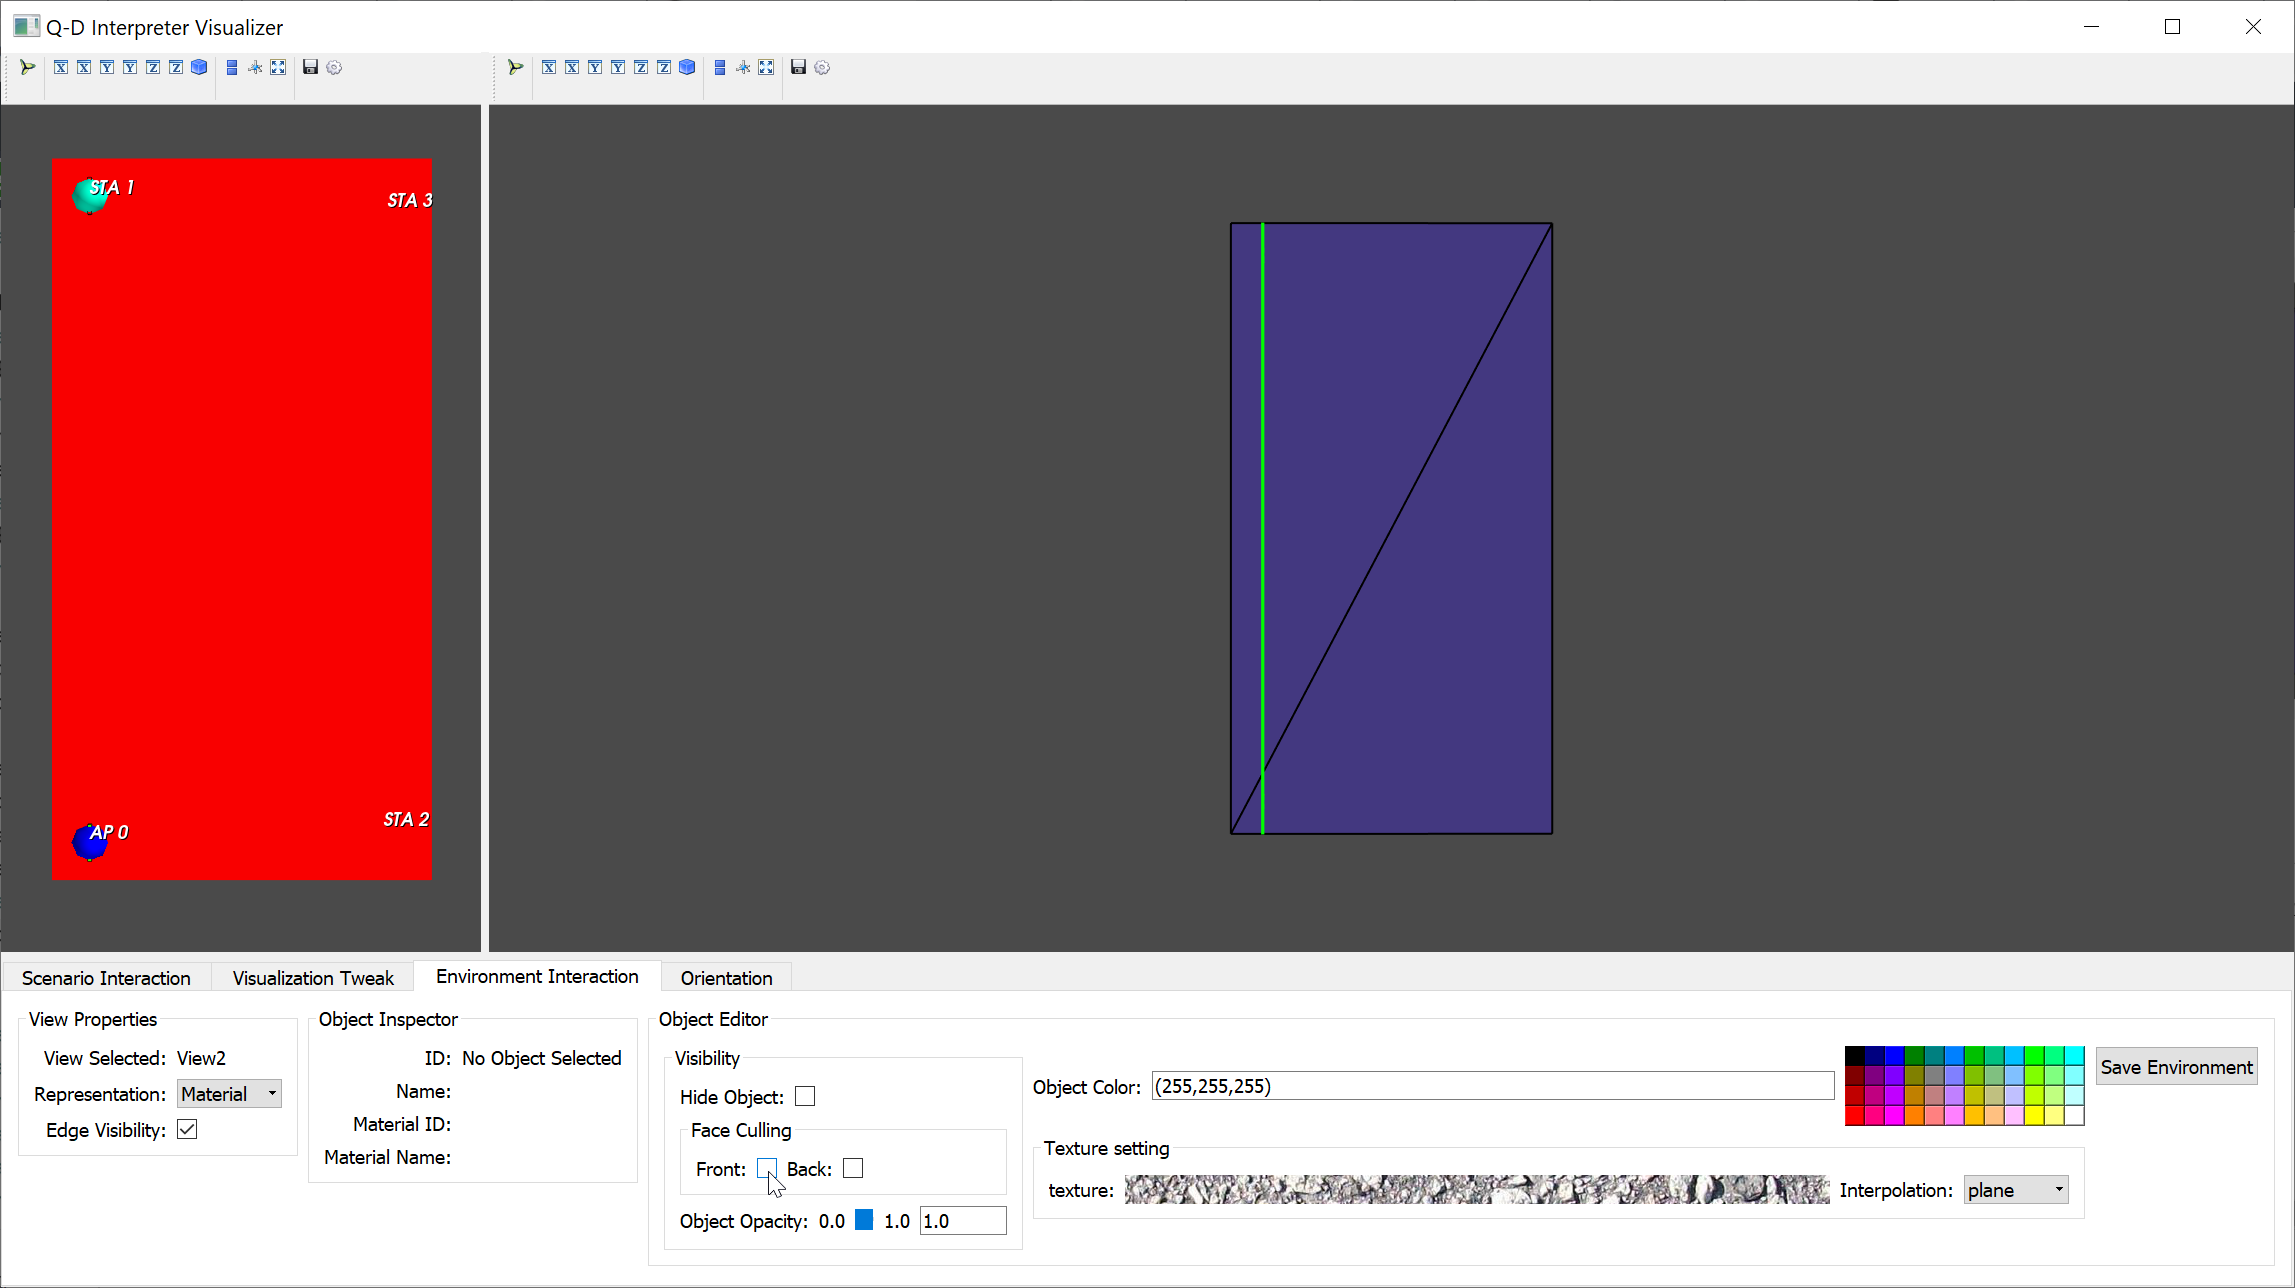 Q-D Interpreter Visualizer
X X Y Y Z Z X X Y Y Z Z
STA 1
STA 3
AP 0
STA 2
Scenario Interaction Visualization Tweak Environment Interaction Orientation
View Properties
View Selected: View2
Representation: Material
Edge Visibility:
Object Inspector
ID: No Object Selected
Name:
Material ID:
Material Name:
Object Editor
Visibility
Hide Object:
Face Culling
Front: Back:
Object Opacity: 0.0 1.0 1.0
Object Color: (255,255,255)
Save Environment
Texture setting
texture: Interpolation: plane